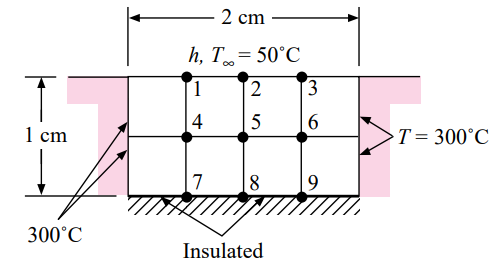 2 cm
h, T∞ = 50°C
1 2 3
1 cm
4 5 6
T = 300°C
7 8 9
300°C
Insulated